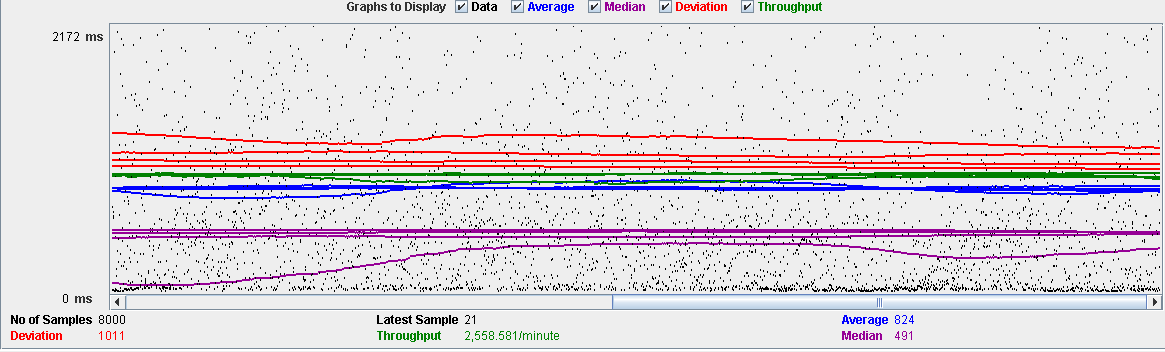 Graphs to Display Data Average Median Deviation Throughput
2172 ms
0 ms
No of Samples 8000 Latest Sample 21 Average 824
Deviation 1011 Throughput 2,558.581/minute Median 491